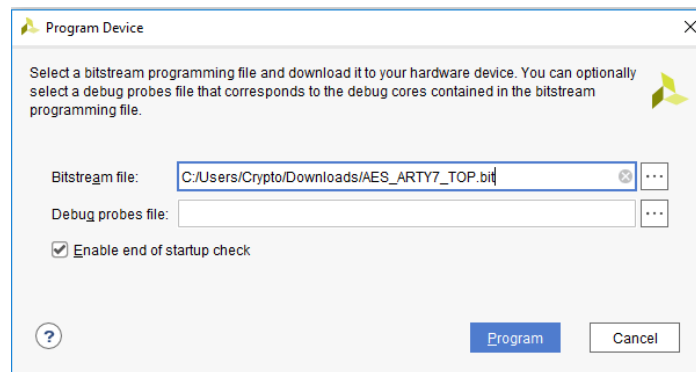 Program Device
Select a bitstream programming file and download it to your hardware device. You can optionally
select a debug probes file that corresponds to the debug cores contained in the bitstream
programming file.
Bitstream file: C:/Users/Crypto/Downloads/AES_ARTY7_TOP.bit
Debug probes file:
Enable end of startup check
? Program Cancel